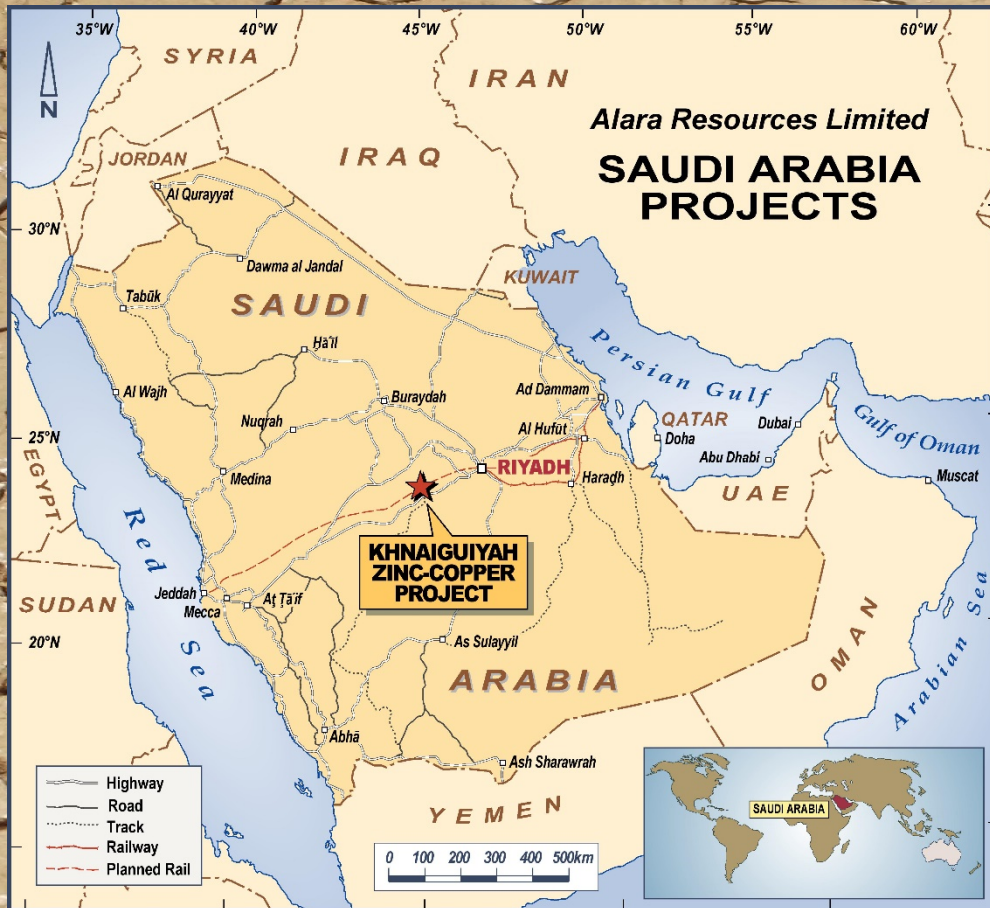 35°W
40°W
45°W
50°W
55°W
60°W
SYRIA
IRAN
N
Alara Resources Limited
SAUDI ARABIA
PROJECTS
JORDAN
IRAQ
Al Qurayyat
30°N
Dawma al Jandal
KUWAIT
Tabūk
SAUDI
Ḥā'il
Persian Gulf
Al Wajh
Buraydah
Ad Dammam
Nuqrah
Al Hufūf
QATAR
Dubai
Gulf of Oman
25°N
Doha
EGYPT
Medina
RIYADH
Haradh
Abu Dhabi
Muscat
UAE
KHNAIGUIYAH
ZINC-COPPER
PROJECT
Red Sea
Jeddah
Mecca
Aṭ Ṭā'if
SUDAN
20°N
As Sulayyil
OMAN
Arabian Sea
ARABIA
Abhā
Ash Sharawrah
YEMEN
Highway
Road
Track
Railway
Planned Rail
0 100 200 300 400 500km
SAUDI ARABIA